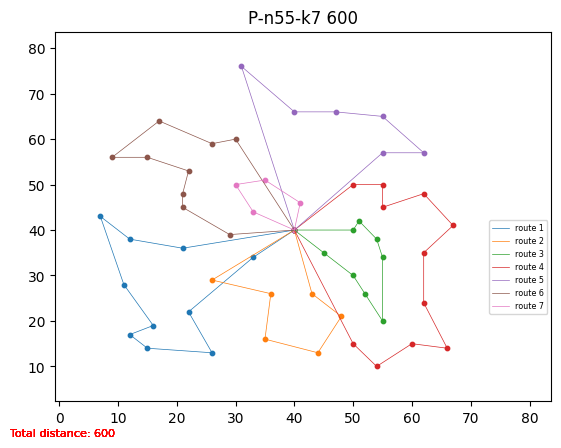 P-n55-k7 600
80
70
60
50
40
30
20
10
0 10 20 30 40 50 60 70 80
route 1
route 2
route 3
route 4
route 5
route 6
route 7
Total distance: 600